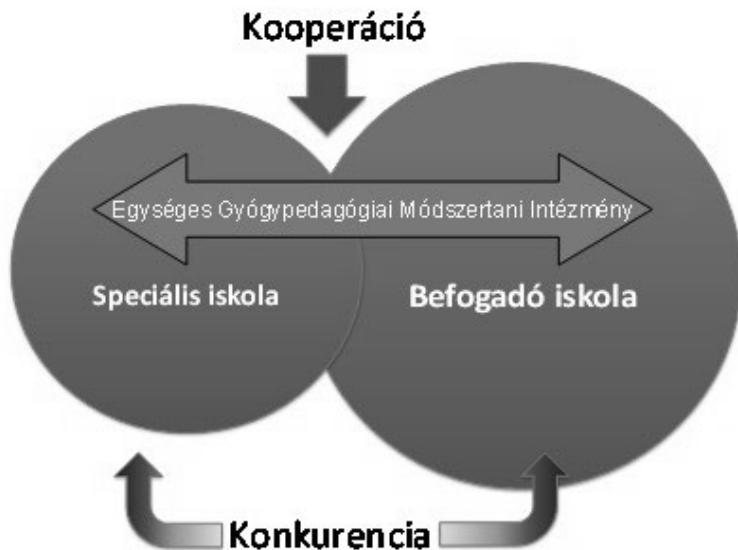 Kooperáció
Egységes Gyógypedagógiai Módszertani Intézmény
Speciális iskola
Befogadó iskola
Konkurencia